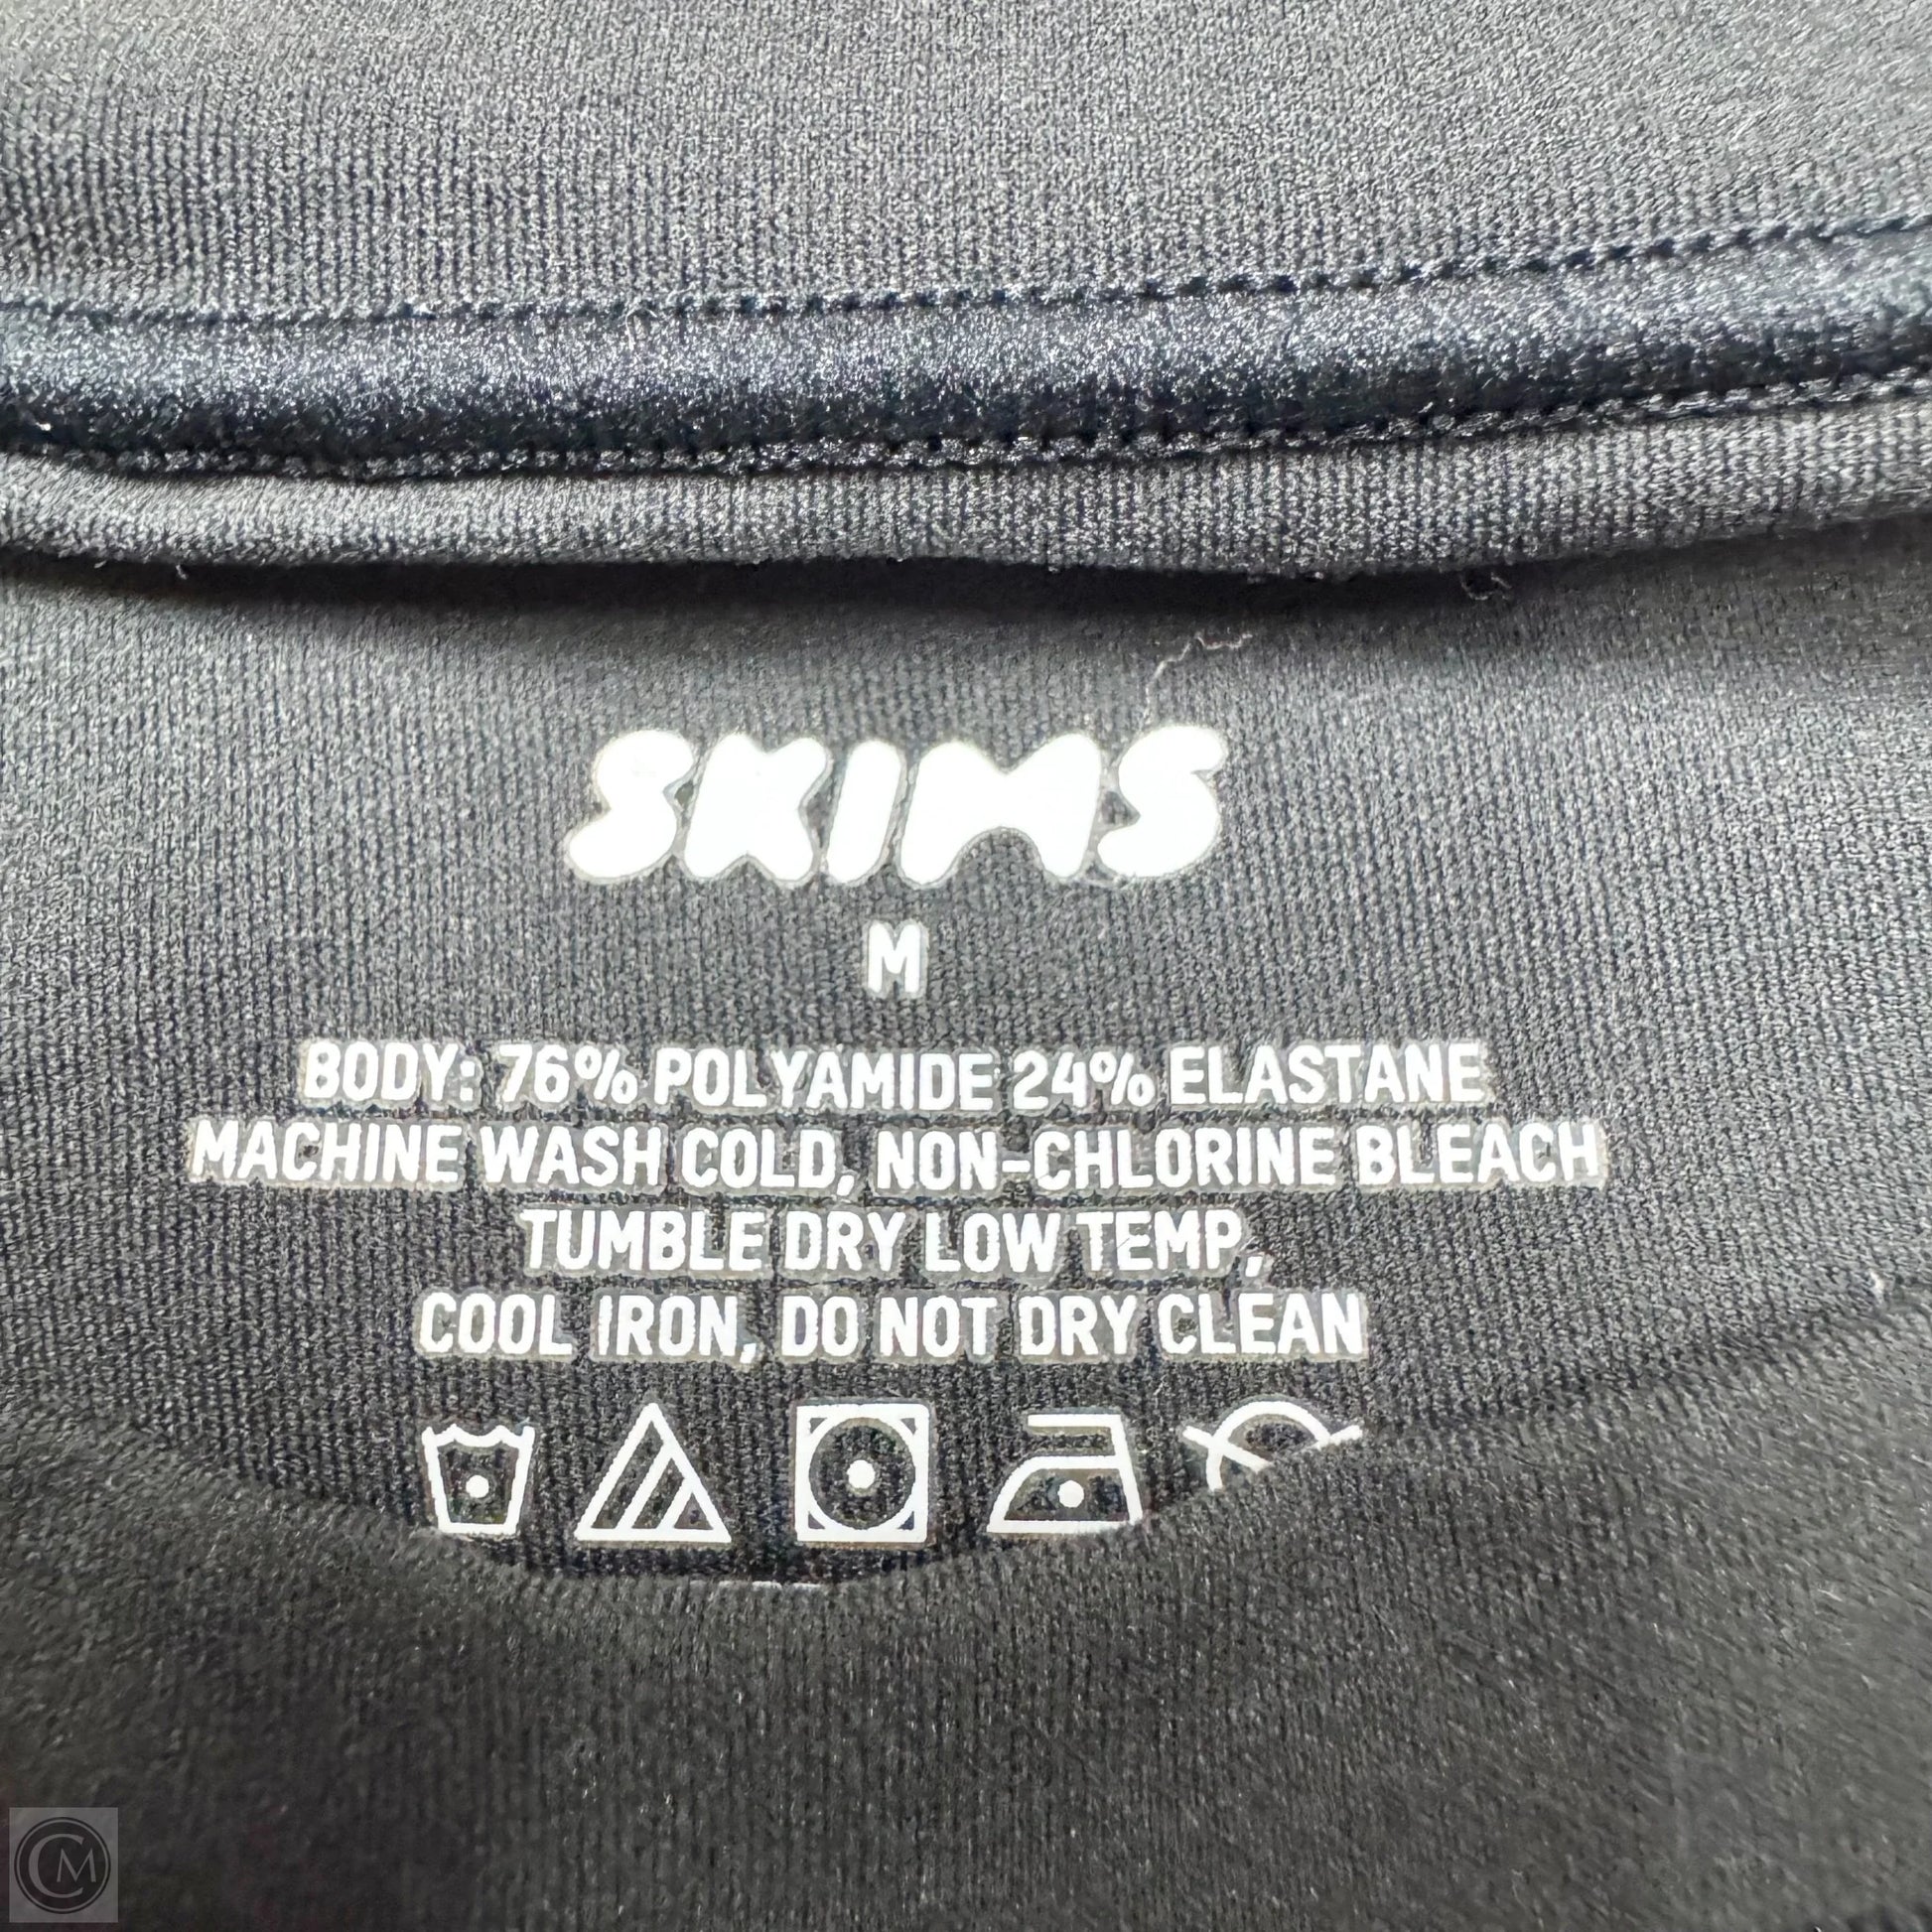 SKIMS
M
BODY: 76% POLYAMIDE 24% ELASTANE
MACHINE WASH COLD, NON-CHLORINE BLEACH
TUMBLE DRY LOW TEMP,
COOL IRON, DO NOT DRY CLEAN
CM